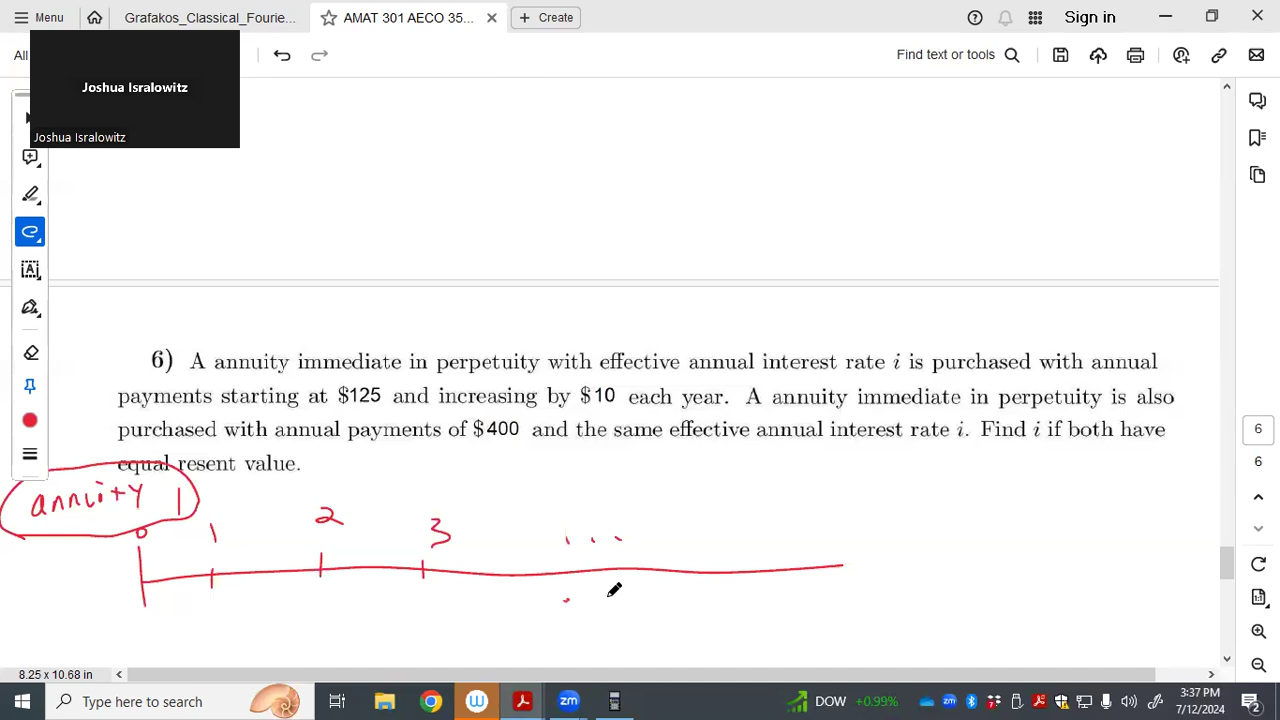 Menu
Grafakos_Classical_Fourie...
AMAT 301 AECO 35...
Create
Sign in
All
Find text or tools
Joshua Isralowitz
Joshua Isralowitz
6) A annuity immediate in perpetuity with effective annual interest rate i is purchased with annual
payments starting at $125 and increasing by $10 each year. A annuity immediate in perpetuity is also
purchased with annual payments of $400 and the same effective annual interest rate i. Find i if both have
equal resent value.
annuity 1
0 1 2 3 ...
6
6
8.25 x 10.68 in
Type here to search
DOW +0.99%
3:37 PM
7/12/2024
2